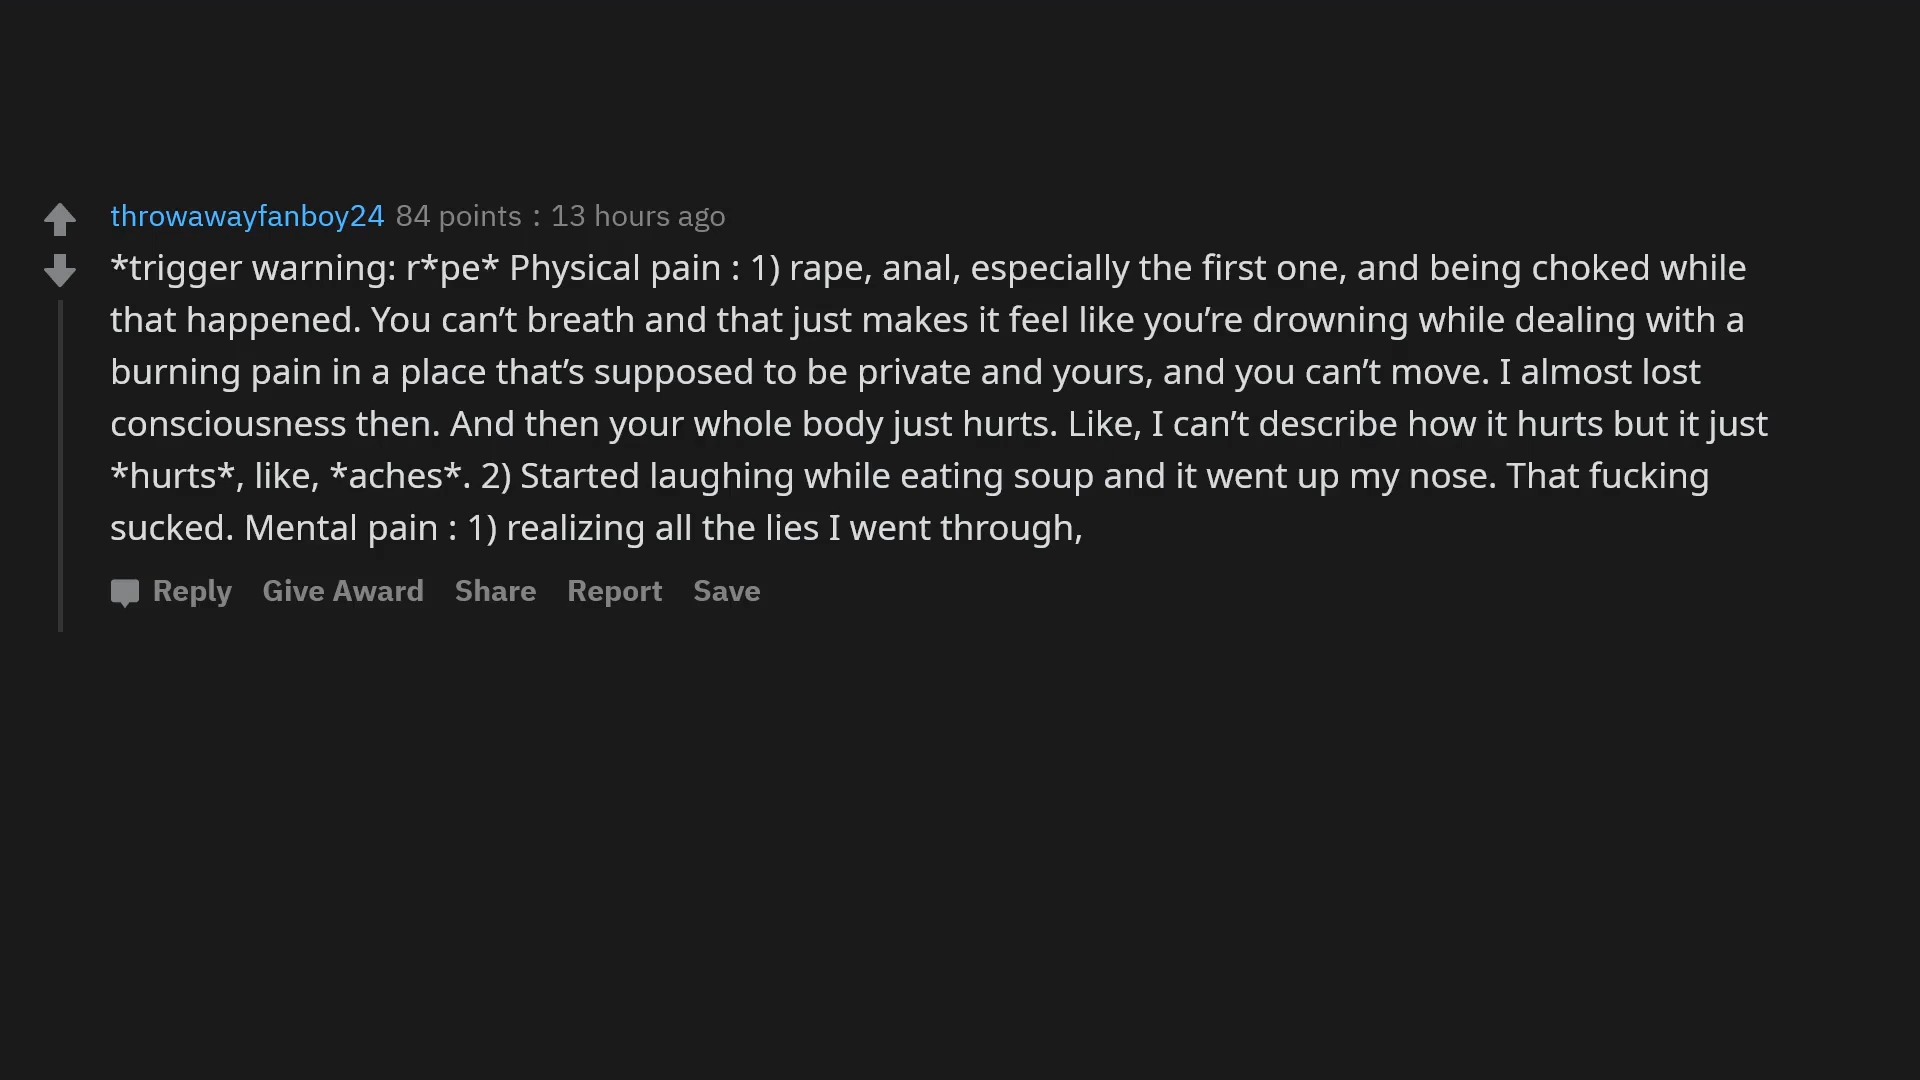 throwawayfanboy24 84 points : 13 hours ago
*trigger warning: r*pe* Physical pain : 1) rape, anal, especially the first one, and being choked while
that happened. You can’t breath and that just makes it feel like you’re drowning while dealing with a
burning pain in a place that’s supposed to be private and yours, and you can’t move. I almost lost
consciousness then. And then your whole body just hurts. Like, I can’t describe how it hurts but it just
*hurts*, like, *aches*. 2) Started laughing while eating soup and it went up my nose. That fucking
sucked. Mental pain : 1) realizing all the lies I went through,
Reply Give Award Share Report Save